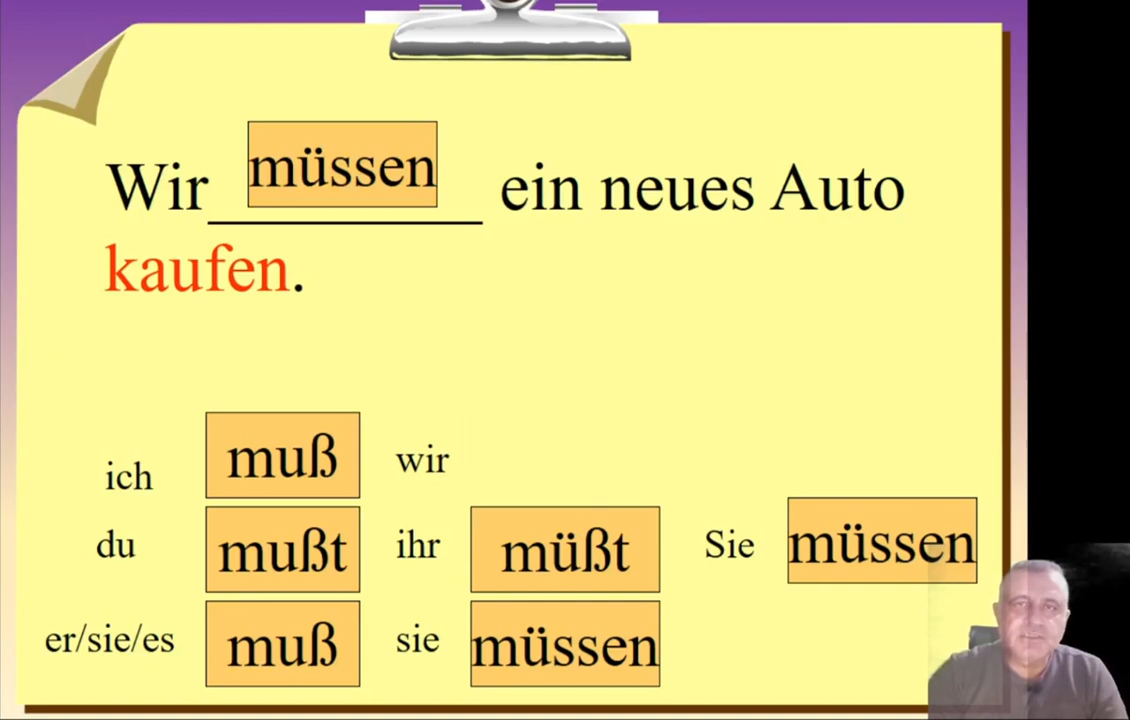 Wir müssen ein neues Auto
kaufen.
ich muß wir
du mußt ihr müßt Sie müssen
er/sie/es muß sie müssen